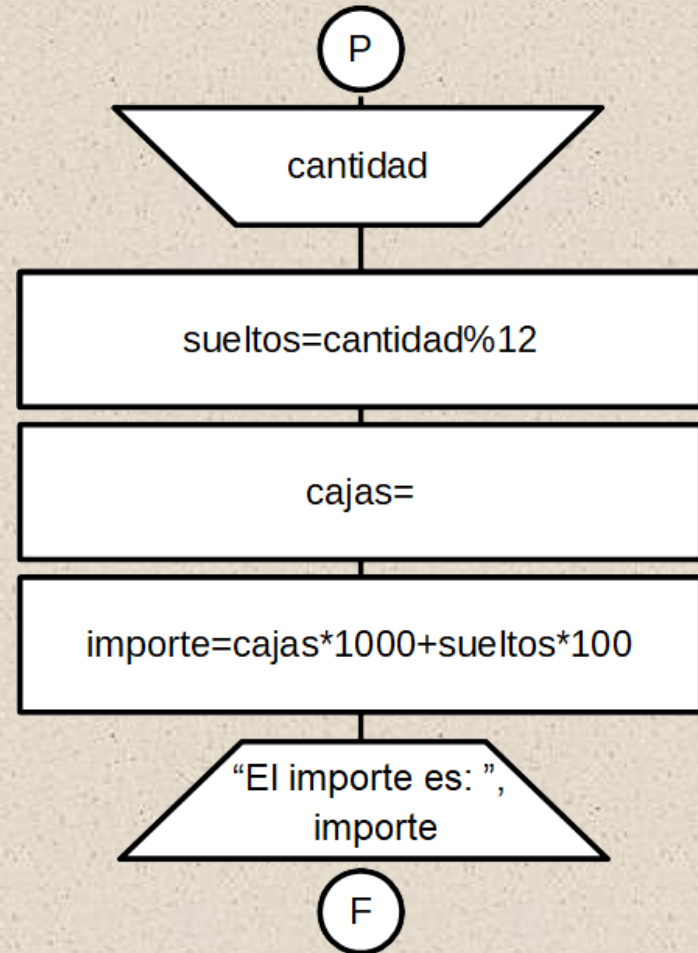 P
cantidad
sueltos=cantidad%12
cajas=
importe=cajas*1000+sueltos*100
“El importe es: ”,
importe
F